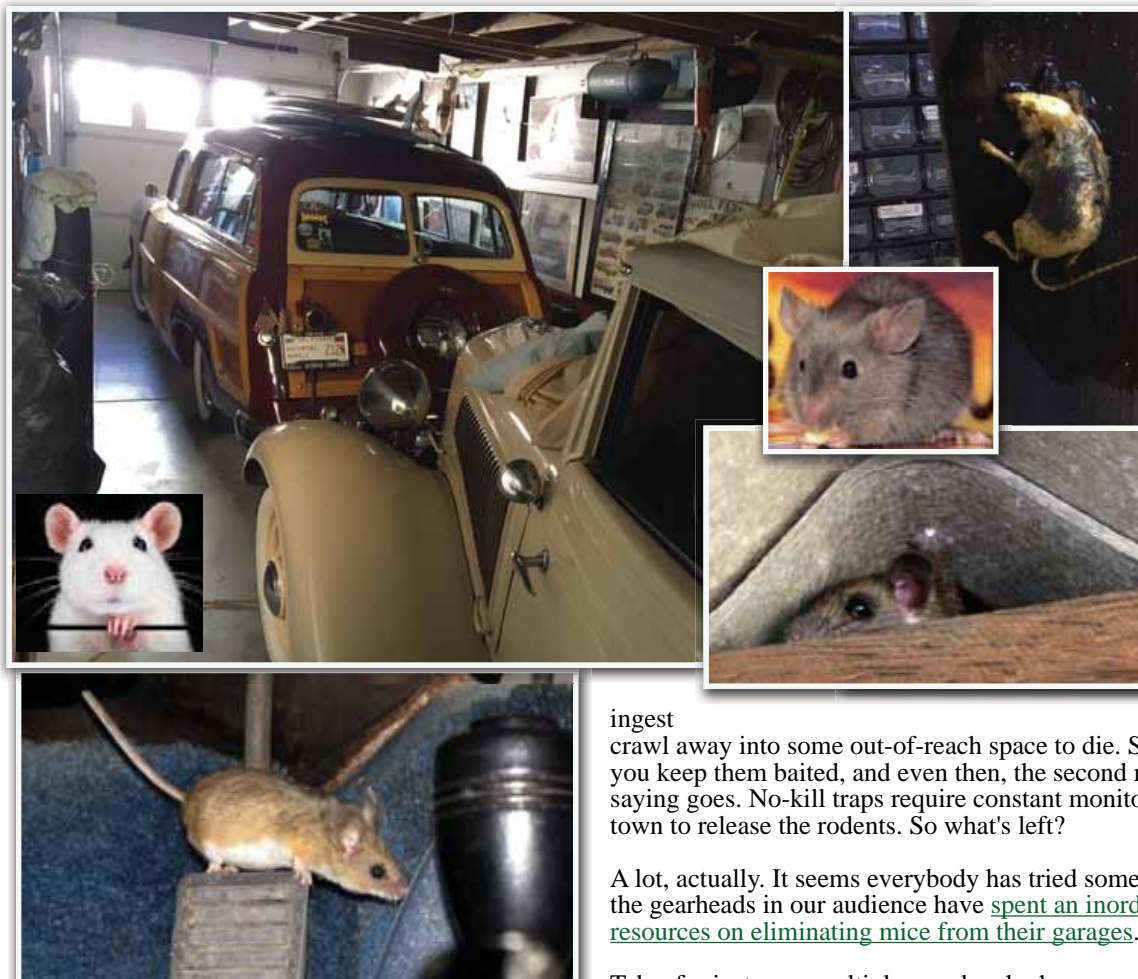 ingest
crawl away into some out-of-reach space to die. S
you keep them baited, and even then, the second
saying goes. No-kill traps require constant monito
town to release the rodents. So what's left?
A lot, actually. It seems everybody has tried some
the gearheads in our audience have spent an inord
resources on eliminating mice from their garages.